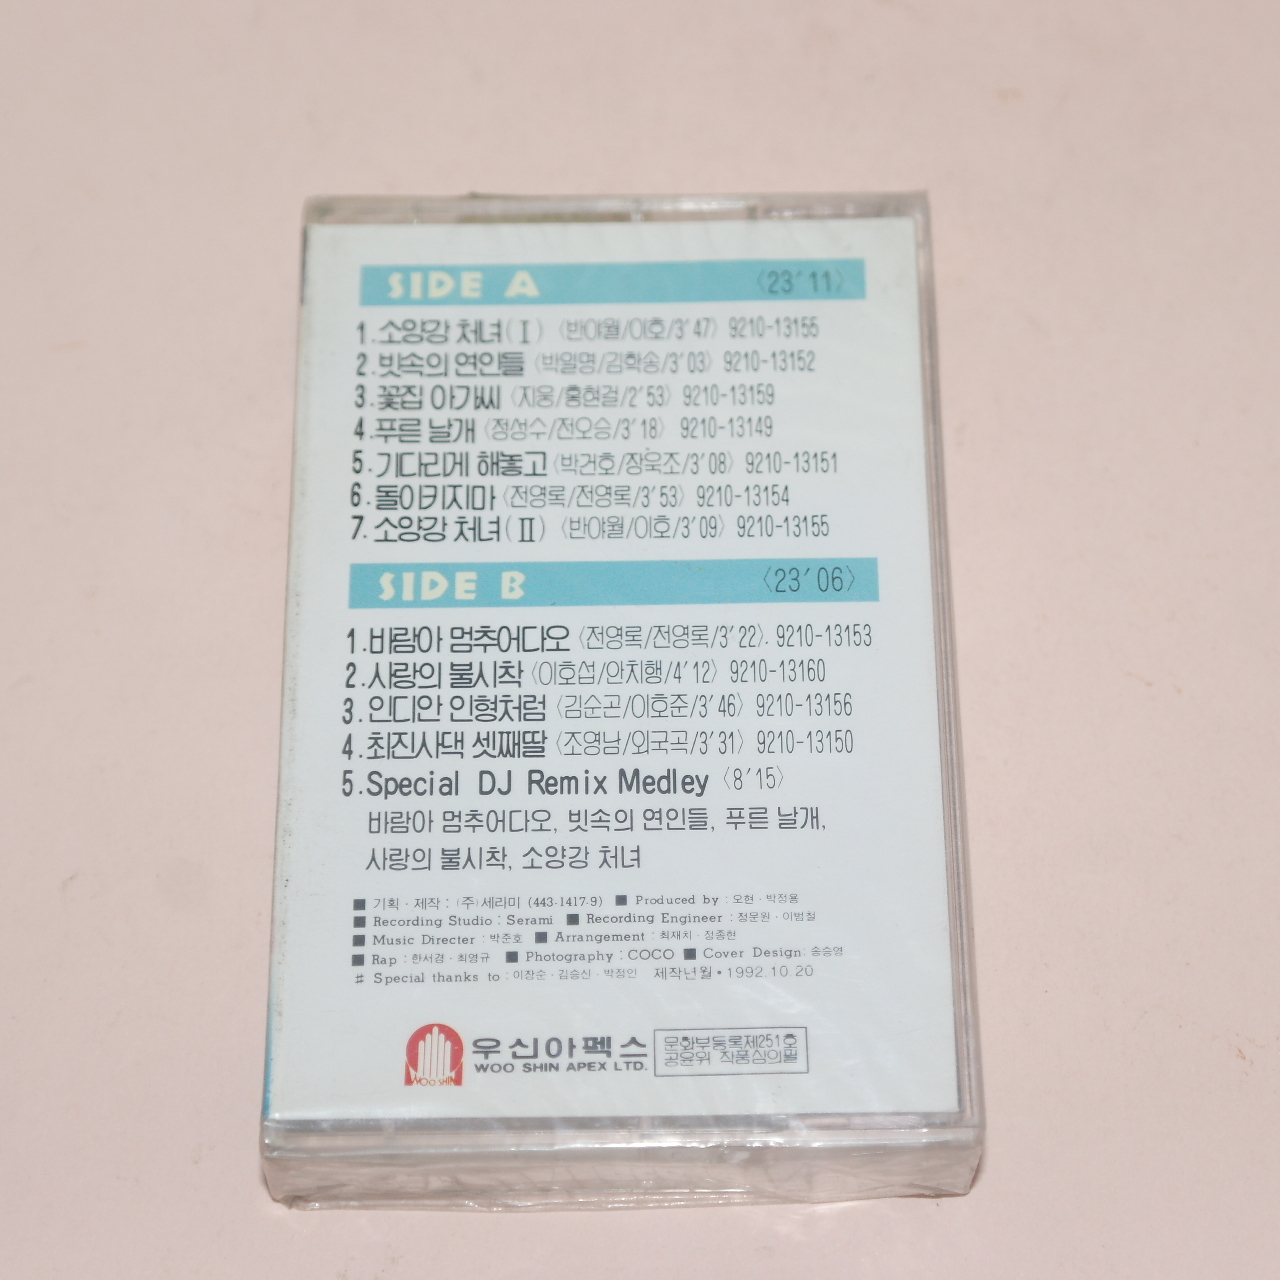 SIDE A 〈23′11〉
1. 소양강 처녀(Ⅰ) 〈반야월/이호/3′47〉 9210-13155
2. 빗속의 연인들 〈박일명/김학송/3′03〉 9210-13152
3. 꽃집 아가씨 〈지웅/홍현걸/2′53〉 9210-13159
4. 푸른 날개 〈정성수/전오승/3′18〉 9210-13149
5. 기다리게 해놓고 〈박건호/장욱조/3′08〉 9210-13151
6. 돌이키지마 〈전영록/전영록/3′53〉 9210-13154
7. 소양강 처녀(Ⅱ) 〈반야월/이호/3′09〉 9210-13155
SIDE B 〈23′06〉
1. 바람아 멈추어다오 〈전영록/전영록/3′22〉. 9210-13153
2. 사랑의 불시착 〈이호섭/안치행/4′12〉 9210-13160
3. 인디안 인형처럼 〈김순곤/이호준/3′46〉 9210-13156
4. 최진사댁 셋째딸 〈조영남/외국곡/3′31〉 9210-13150
5. Special DJ Remix Medley 〈8′15〉
바람아 멈추어다오, 빗속의 연인들, 푸른 날개,
사랑의 불시착, 소양강 처녀
■ 기획·제작 : (주)세라미 (443-1417·9) ■ Produced by : 오현·박정용
■ Recording Studio : Serami ■ Recording Engineer : 정문원·이범철
■ Music Directer : 박준호 ■ Arrangement : 최재치·정종현
■ Rap : 한서경·최영규 ■ Photography : COCO ■ Cover Design : 송승영
# Special thanks to : 이장순·김승신·박정인 제작년월•1992.10.20
WOO SHIN
우신아펙스
WOO SHIN APEX LTD.
문화부등록제251호
공윤위 작품심의필